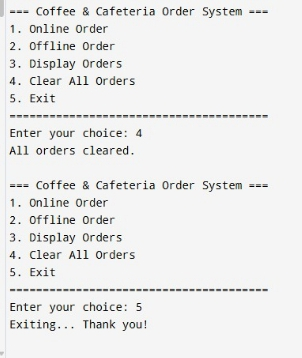 === Coffee & Cafeteria Order System ===
1. Online Order
2. Offline Order
3. Display Orders
4. Clear All Orders
5. Exit
=======================================
Enter your choice: 4
All orders cleared.

=== Coffee & Cafeteria Order System ===
1. Online Order
2. Offline Order
3. Display Orders
4. Clear All Orders
5. Exit
=======================================
Enter your choice: 5
Exiting... Thank you!